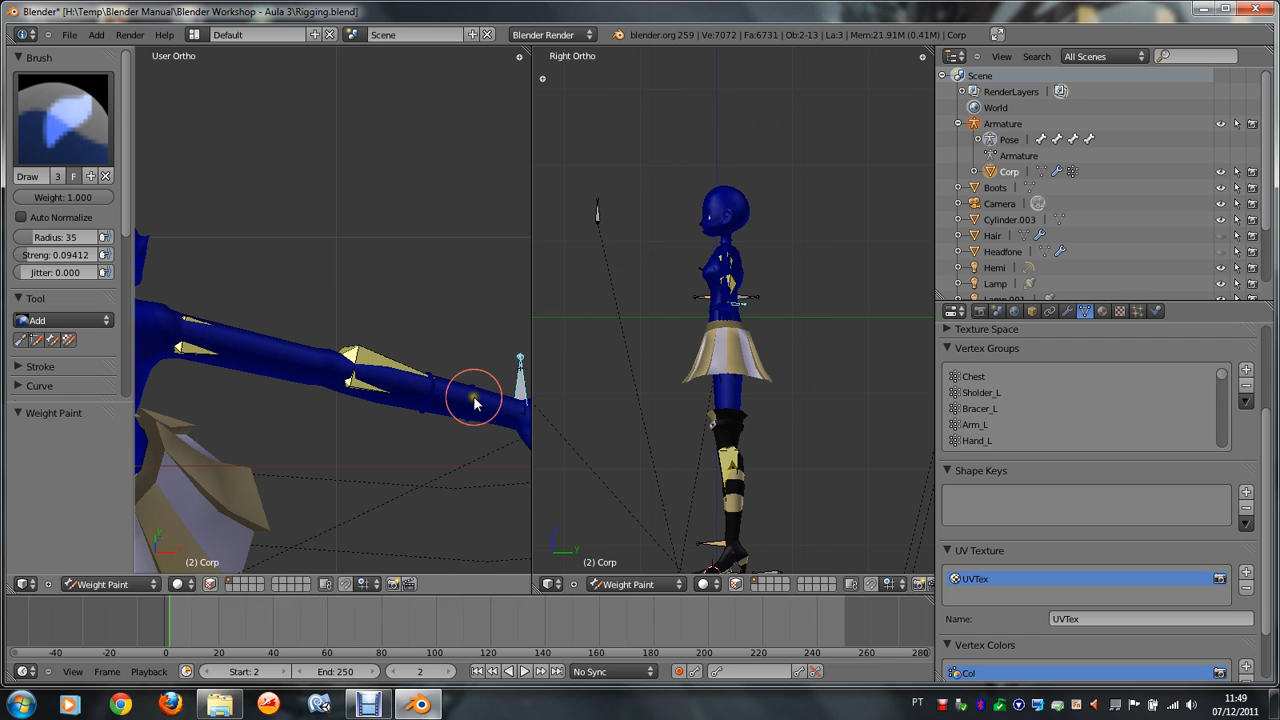 Blender* [H:\Temp\Blender Manual\Blender Workshop - Aula 3\Rigging.blend]
File Add Render Help Default Scene Blender Render blender.org 259 | Ve:7072 | Fa:6731 | Ob:2-13 | La:3 | Mem:21.91M (0.41M) | Corp
Brush
Draw 3 F
Weight: 1.000
Auto Normalize
Radius: 35
Streng: 0.09412
Jitter: 0.000
Tool
Add
Stroke
Curve
Weight Paint
User Ortho
(2) Corp
Weight Paint
Right Ortho
y
(2) Corp
Weight Paint
View Search All Scenes
Scene
RenderLayers
World
Armature
Pose
Armature
Corp
Boots
Camera
Cylinder.003
Hair
Headfone
Hemi
Lamp
Lamp.001
Texture Space
Vertex Groups
Chest
Sholder_L
Bracer_L
Arm_L
Hand_L
Shape Keys
UV Texture
UVTex
Name: UVTex
Vertex Colors
Col
-40 -20 0 20 40 60 80 100 120 140 160 180 200 220 240 260 280
View Frame Playback Start: 2 End: 250 2 No Sync
PT 11:49
07/12/2011